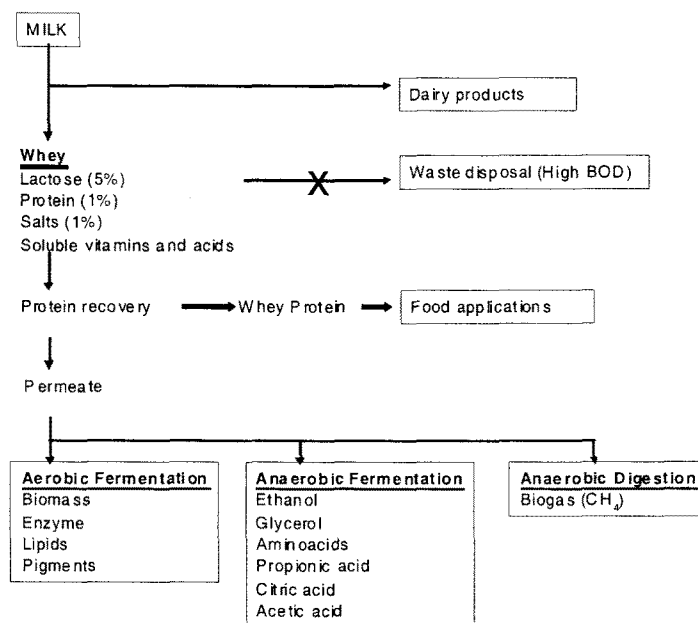 MILK
Dairy products
Whey
Lactose (5%)
Protein (1%)
Salts (1%)
Soluble vitamins and acids
X
Waste disposal (High BOD)
Protein recovery
Whey Protein
Food applications
Permeate
Aerobic Fermentation
Biomass
Enzyme
Lipids
Pigments
Anaerobic Fermentation
Ethanol
Glycerol
Aminoacids
Propionic acid
Citric acid
Acetic acid
Anaerobic Digestion
Biogas (CH₄)